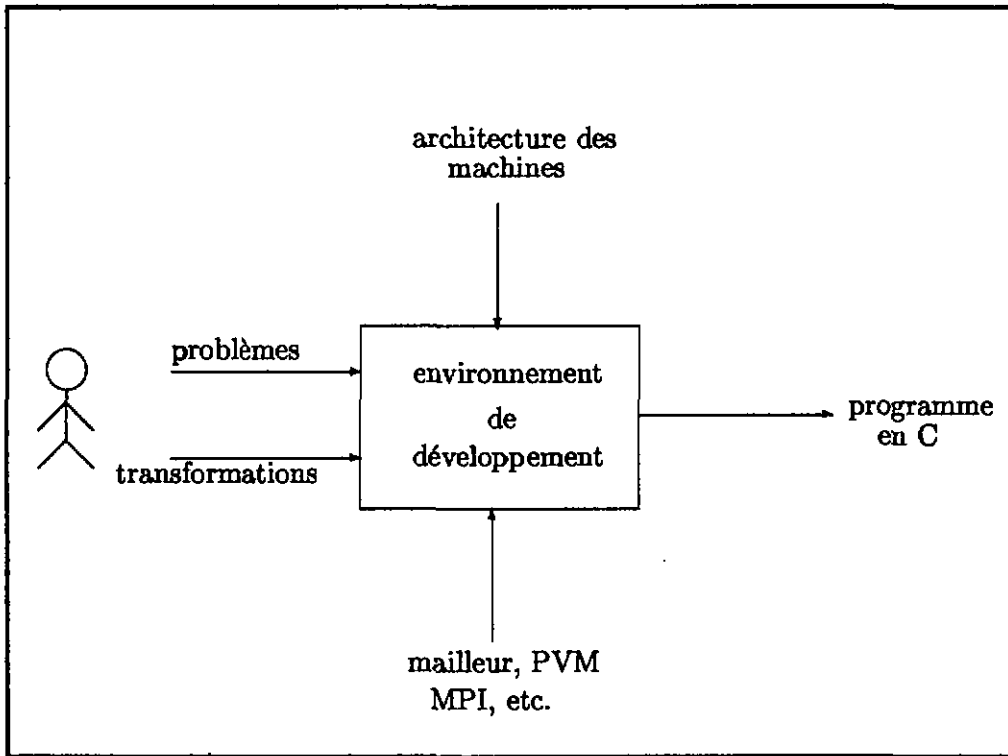 architecture des
machines
problèmes
transformations
environnement
de
développement
programme
en C
mailleur, PVM
MPI, etc.